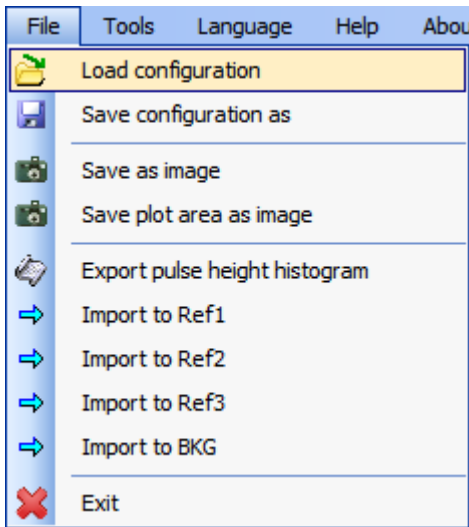 File Tools Language Help Abou
Load configuration
Save configuration as
Save as image
Save plot area as image
Export pulse height histogram
Import to Ref1
Import to Ref2
Import to Ref3
Import to BKG
Exit